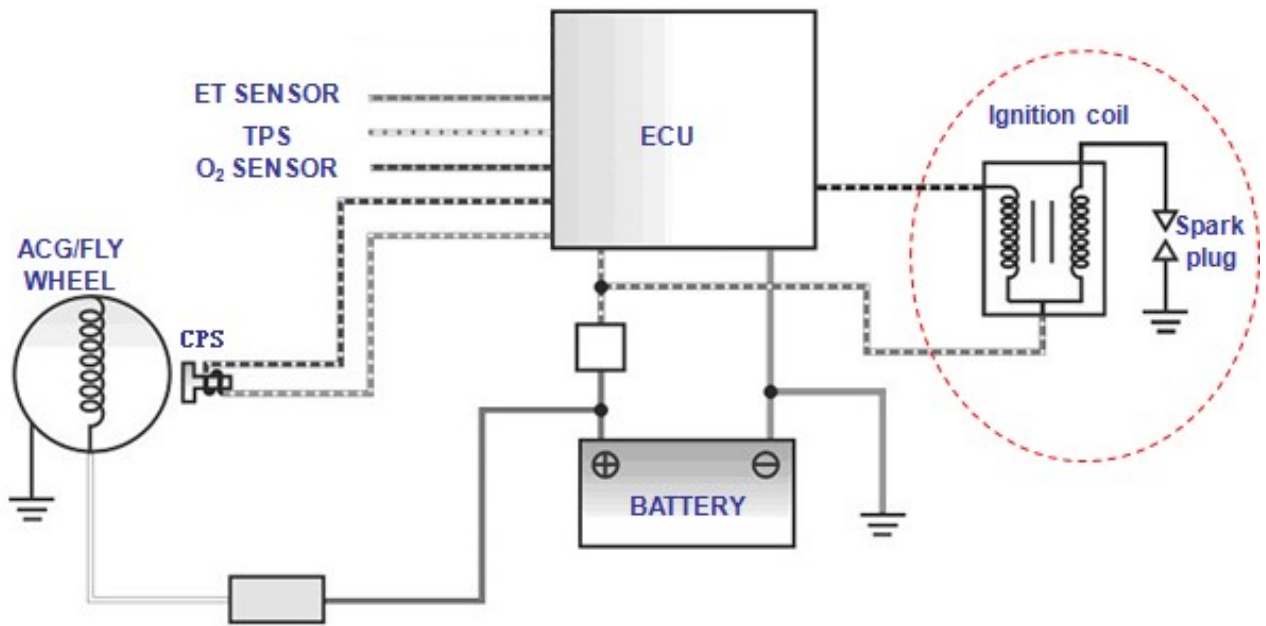 ET SENSOR
TPS
O₂ SENSOR
ECU
Ignition coil
Spark
plug
ACG/FLY
WHEEL
CPS
BATTERY